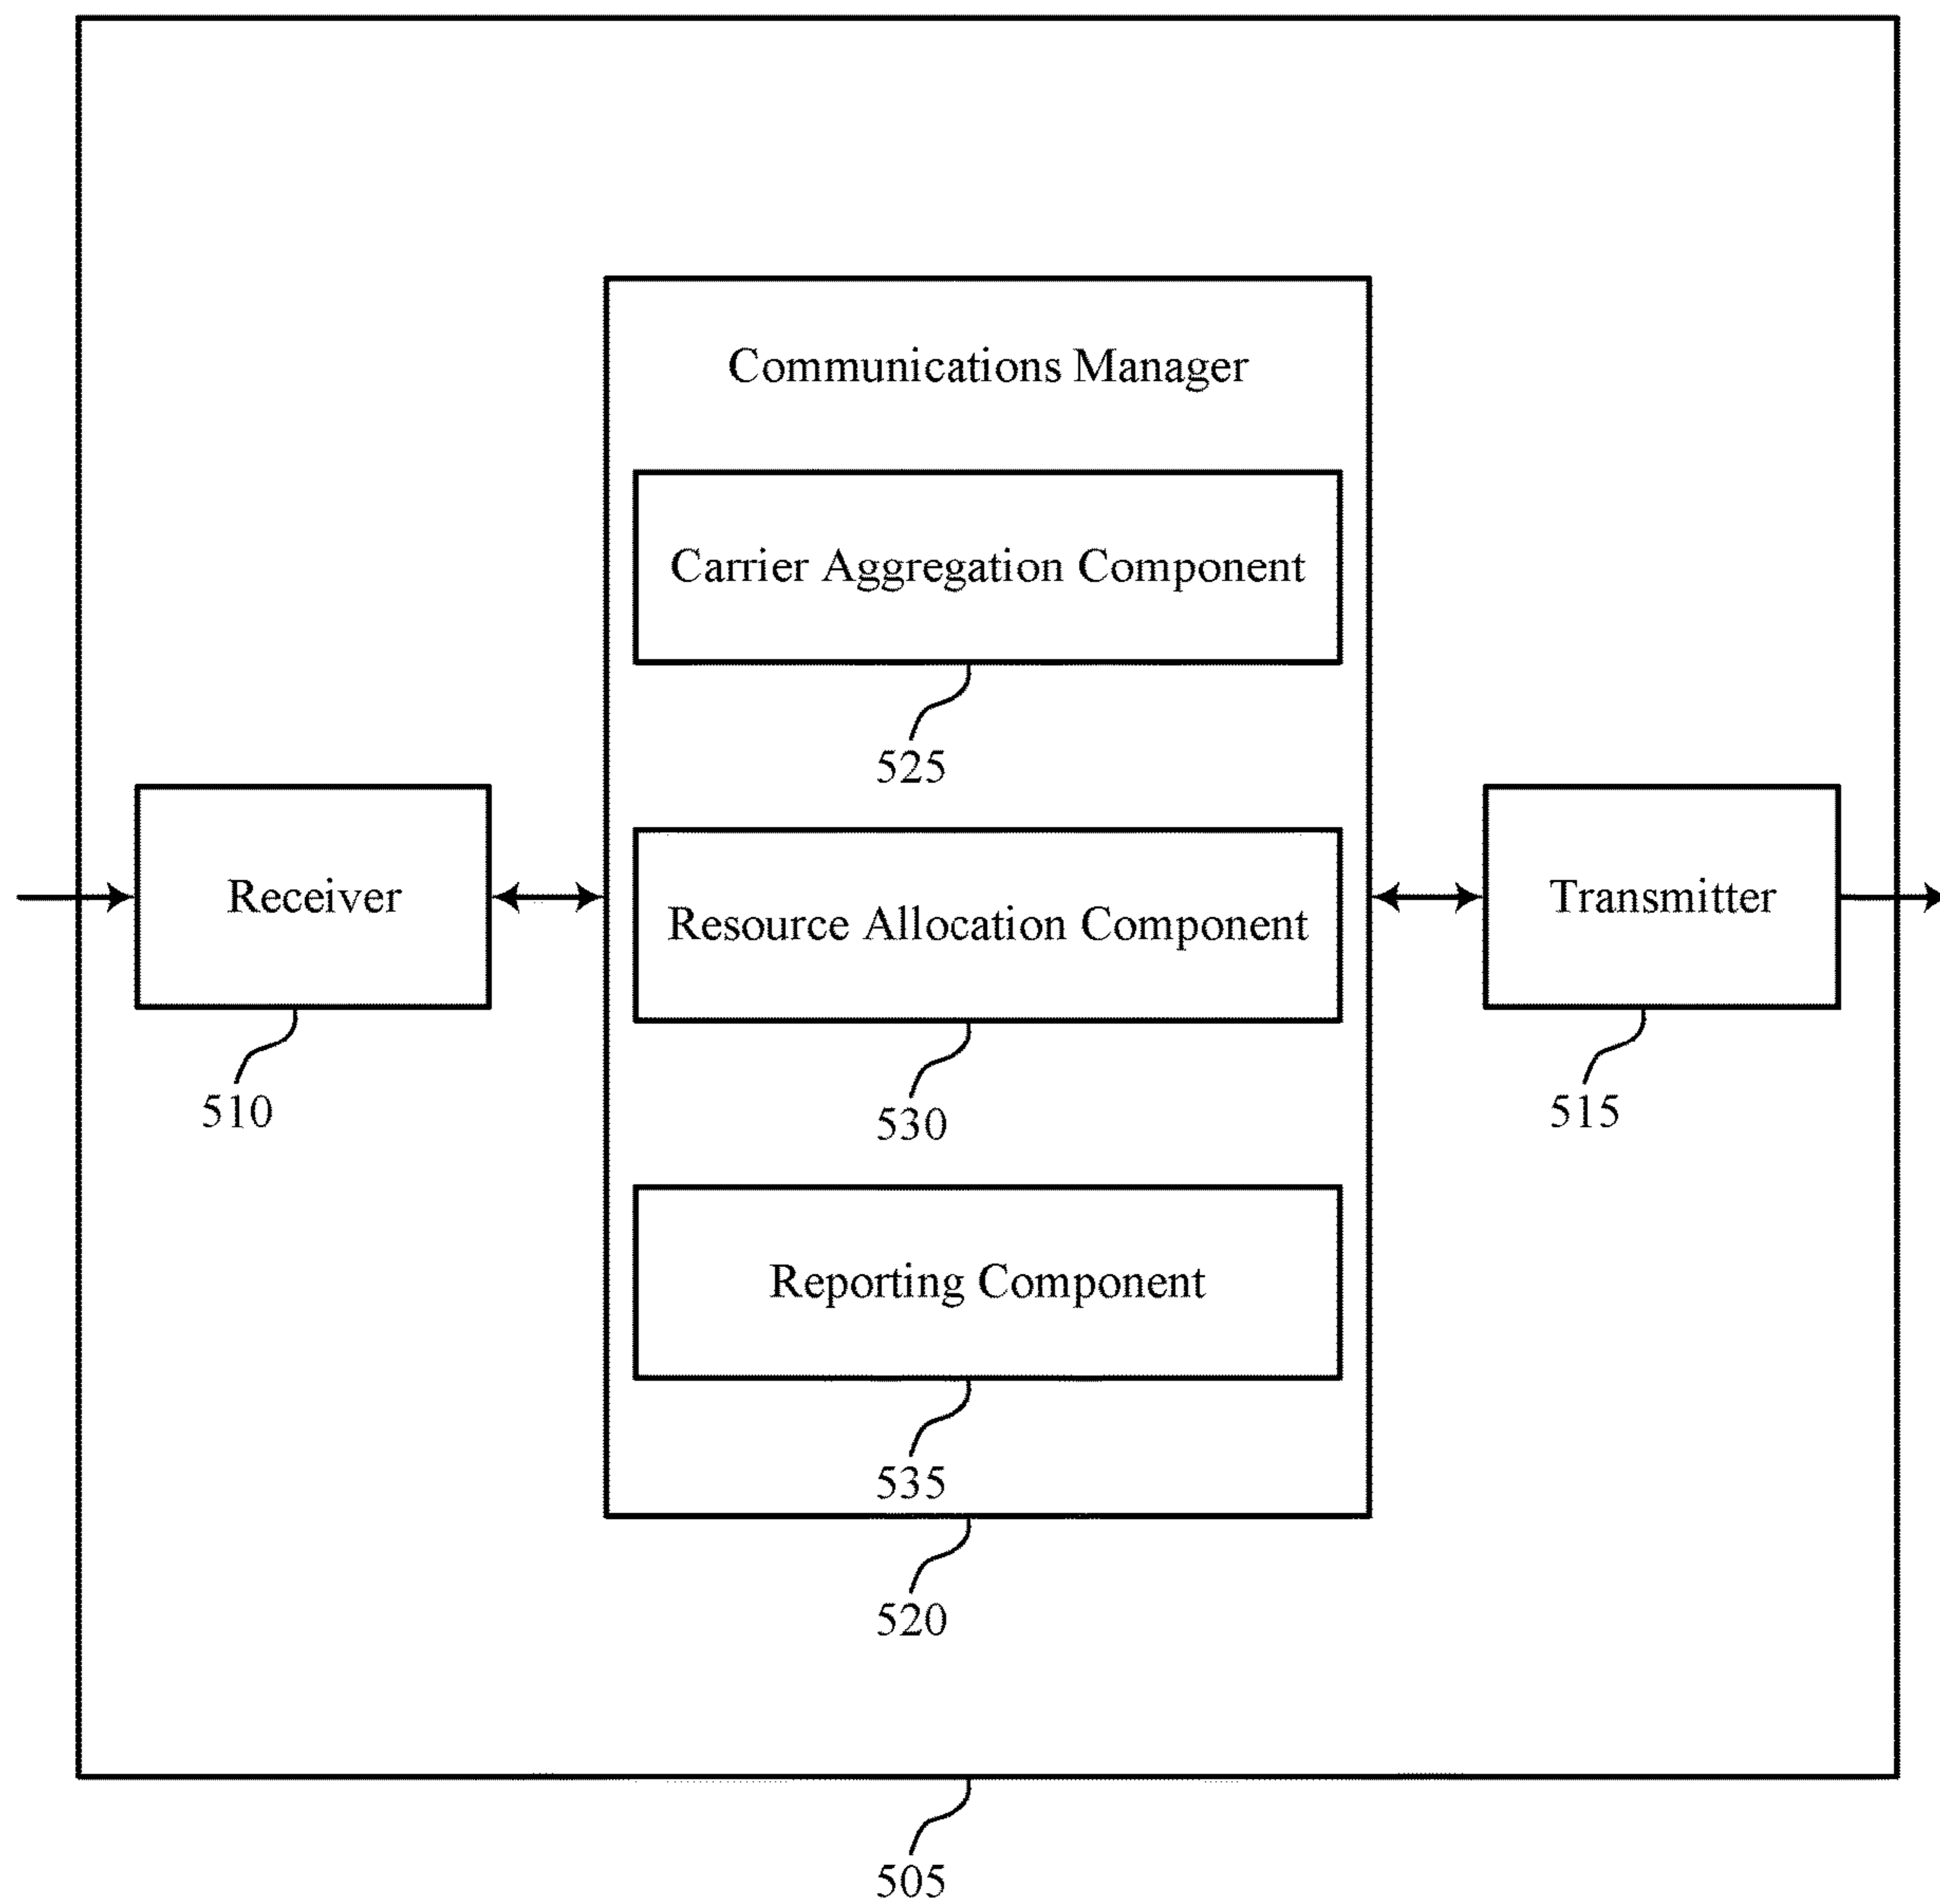 Communications Manager
Carrier Aggregation Component
525
Receiver
510
Resource Allocation Component
530
Transmitter
515
Reporting Component
535
520
505